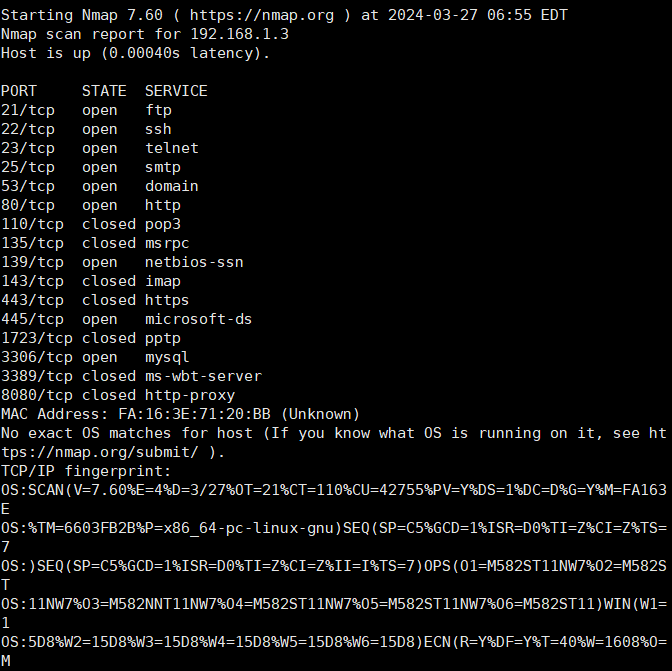 Starting Nmap 7.60 ( https://nmap.org ) at 2024-03-27 06:55 EDT
Nmap scan report for 192.168.1.3
Host is up (0.00040s latency).
PORT     STATE  SERVICE
21/tcp   open   ftp
22/tcp   open   ssh
23/tcp   open   telnet
25/tcp   open   smtp
53/tcp   open   domain
80/tcp   open   http
110/tcp  closed pop3
135/tcp  closed msrpc
139/tcp  open   netbios-ssn
143/tcp  closed imap
443/tcp  closed https
445/tcp  open   microsoft-ds
1723/tcp closed pptp
3306/tcp open   mysql
3389/tcp closed ms-wbt-server
8080/tcp closed http-proxy
MAC Address: FA:16:3E:71:20:BB (Unknown)
No exact OS matches for host (If you know what OS is running on it, see ht
tps://nmap.org/submit/ ).
TCP/IP fingerprint:
OS:SCAN(V=7.60%E=4%D=3/27%OT=21%CT=110%CU=42755%PV=Y%DS=1%DC=D%G=Y%M=FA163
E
OS:%TM=6603FB2B%P=x86_64-pc-linux-gnu)SEQ(SP=C5%GCD=1%ISR=D0%TI=Z%CI=Z%TS=
7
OS:)SEQ(SP=C5%GCD=1%ISR=D0%TI=Z%CI=Z%II=I%TS=7)OPS(O1=M582ST11NW7%O2=M582S
T
OS:11NW7%O3=M582NNT11NW7%O4=M582ST11NW7%O5=M582ST11NW7%O6=M582ST11)WIN(W1=
1
OS:5D8%W2=15D8%W3=15D8%W4=15D8%W5=15D8%W6=15D8)ECN(R=Y%DF=Y%T=40%W=1608%O=
M